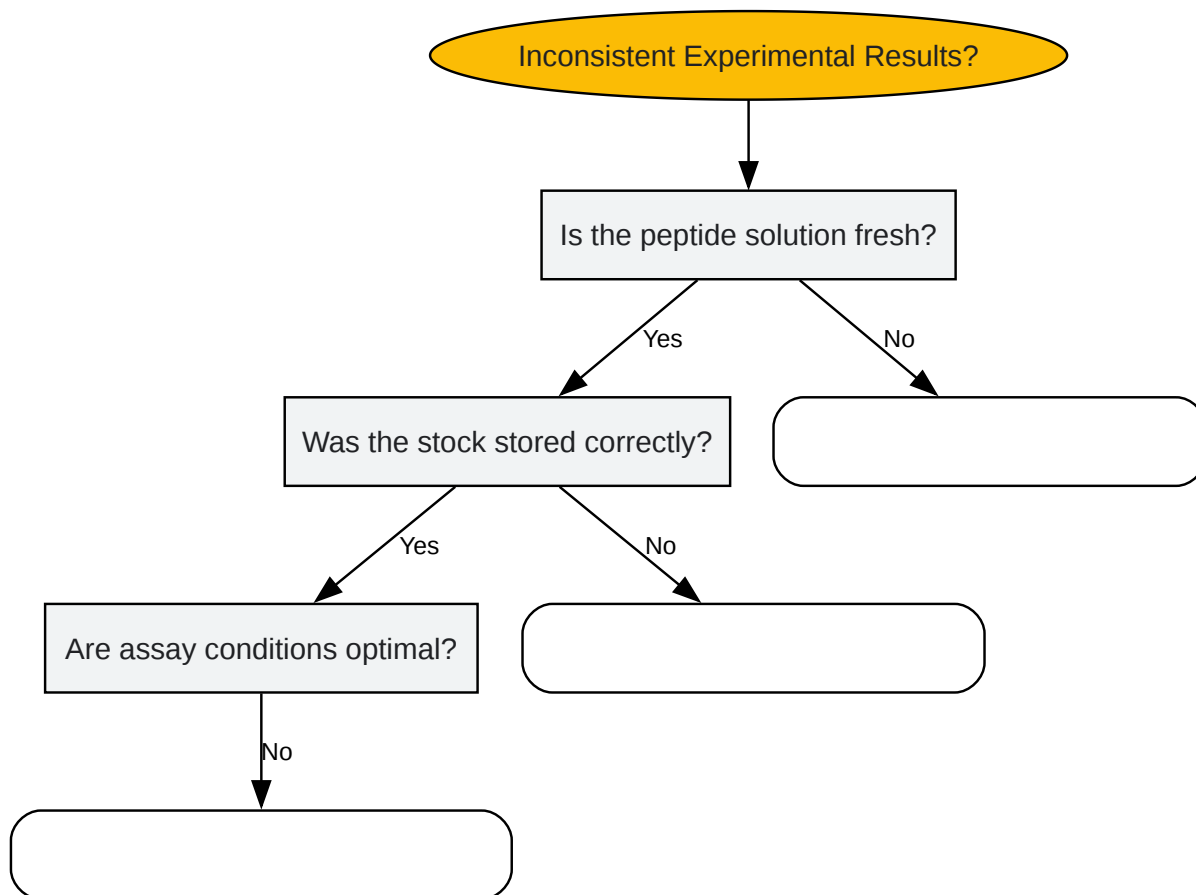 Inconsistent Experimental Results?
Is the peptide solution fresh?
Yes
No
Was the stock stored correctly?
Yes
No
Are assay conditions optimal?
No